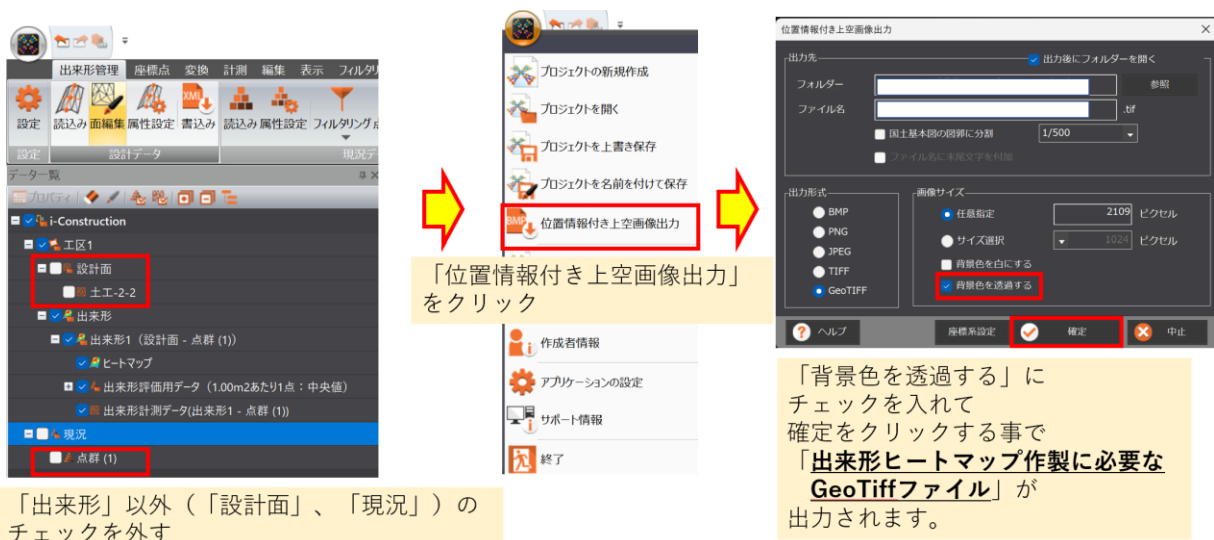 出来形管理 座標点 変換 計測 編集 表示 フィルタリ
設定 読込み 面編集 属性設定 書込み 読込み 属性設定 フィルタリング
設定 設計データ 現況デ
データ一覧
プロパティ
i-Construction
工区1
設計面
土工-2-2
出来形
出来形1（設計面 - 点群 (1)）
ヒートマップ
出来形評価用データ（1.00m2あたり1点：中央値）
出来形計測データ(出来形1 - 点群 (1))
現況
点群 (1)
「出来形」以外（「設計面」、「現況」）の
チェックを外す
プロジェクトの新規作成
プロジェクトを開く
プロジェクトを上書き保存
プロジェクトを名前を付けて保存
BMP
位置情報付き上空画像出力
「位置情報付き上空画像出力」
をクリック
作成者情報
アプリケーションの設定
サポート情報
終了
位置情報付き上空画像出力
出力先
出力後にフォルダーを開く
フォルダー
参照
ファイル名
.tif
国土基本図の図郭に分割
1/500
ファイル名に末尾文字を付加
出力形式
BMP
PNG
JPEG
TIFF
GeoTIFF
画像サイズ
任意指定 2109 ピクセル
サイズ選択 1024 ピクセル
背景色を白にする
背景色を透過する
ヘルプ 座標系設定 確定 中止
「背景色を透過する」に
チェックを入れて
確定をクリックする事で
「出来形ヒートマップ作製に必要な
GeoTiffファイル」が
出力されます。